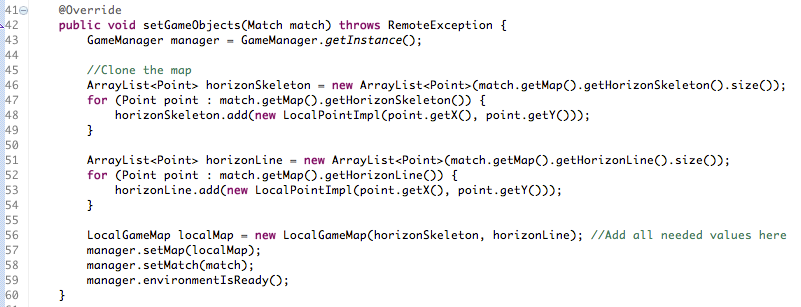 41 @Override
42 public void setGameObjects(Match match) throws RemoteException {
43 GameManager manager = GameManager.getInstance();
44
45 //Clone the map
46 ArrayList<Point> horizonSkeleton = new ArrayList<Point>(match.getMap().getHorizonSkeleton().size());
47 for (Point point : match.getMap().getHorizonSkeleton()) {
48 horizonSkeleton.add(new LocalPointImpl(point.getX(), point.getY()));
49 }
50
51 ArrayList<Point> horizonLine = new ArrayList<Point>(match.getMap().getHorizonLine().size());
52 for (Point point : match.getMap().getHorizonLine()) {
53 horizonLine.add(new LocalPointImpl(point.getX(), point.getY()));
54 }
55
56 LocalGameMap localMap = new LocalGameMap(horizonSkeleton, horizonLine); //Add all needed values here
57 manager.setMap(localMap);
58 manager.setMatch(match);
59 manager.environmentIsReady();
60 }